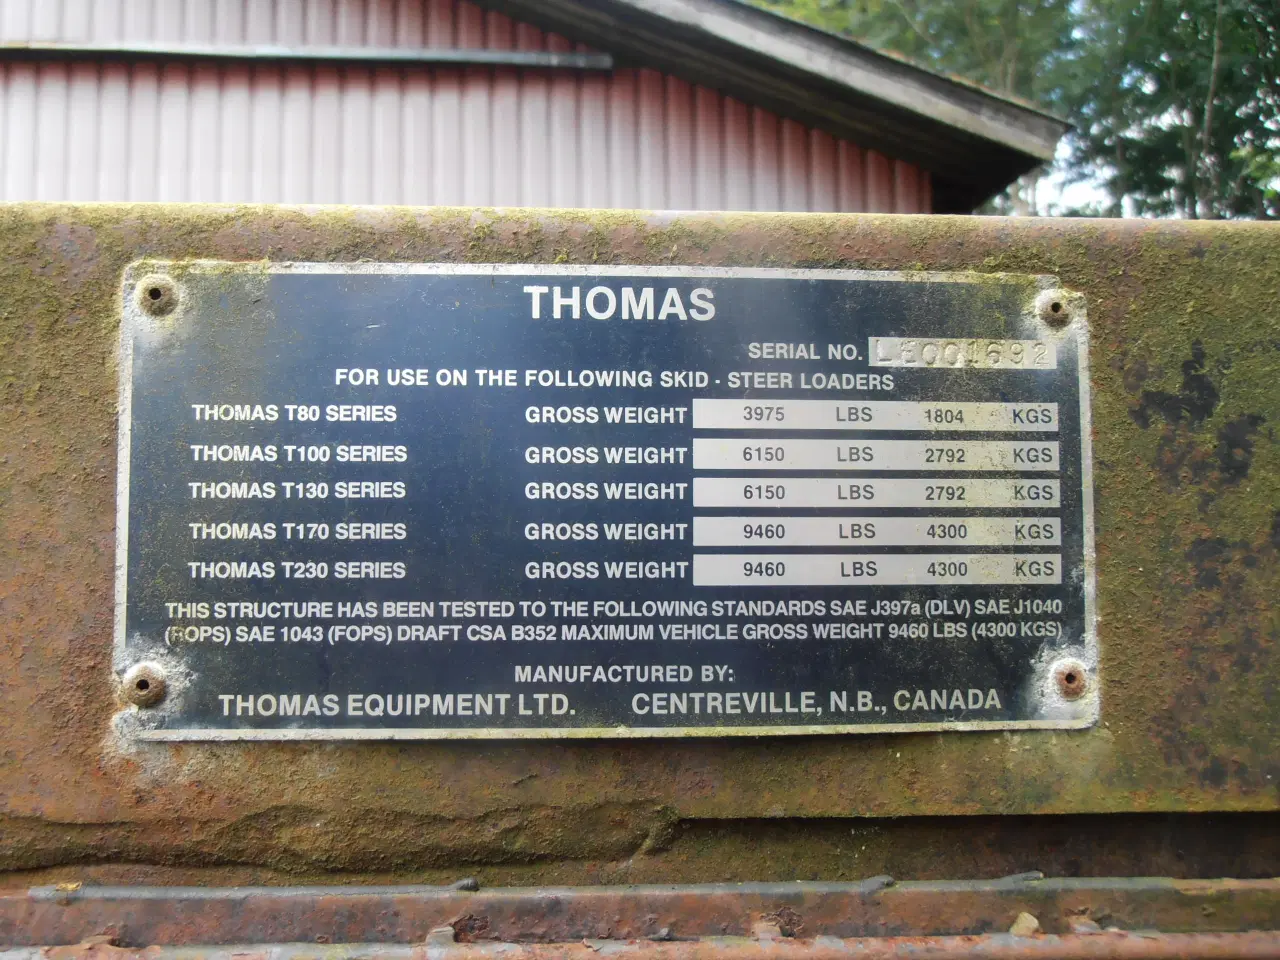 THOMAS
SERIAL NO.
FOR USE ON THE FOLLOWING SKID - STEER LOADERS
THOMAS T80 SERIES GROSS WEIGHT 3975 LBS 1804 KGS
THOMAS T100 SERIES GROSS WEIGHT 6150 LBS 2792 KGS
THOMAS T130 SERIES GROSS WEIGHT 6150 LBS 2792 KGS
THOMAS T170 SERIES GROSS WEIGHT 9460 LBS 4300 KGS
THOMAS T230 SERIES GROSS WEIGHT 9460 LBS 4300 KGS
THIS STRUCTURE HAS BEEN TESTED TO THE FOLLOWING STANDARDS SAE J397a (DLV) SAE J1040
(ROPS) SAE 1043 (FOPS) DRAFT CSA B352 MAXIMUM VEHICLE GROSS WEIGHT 9460 LBS (4300 KGS)
MANUFACTURED BY:
THOMAS EQUIPMENT LTD. CENTREVILLE, N.B., CANADA